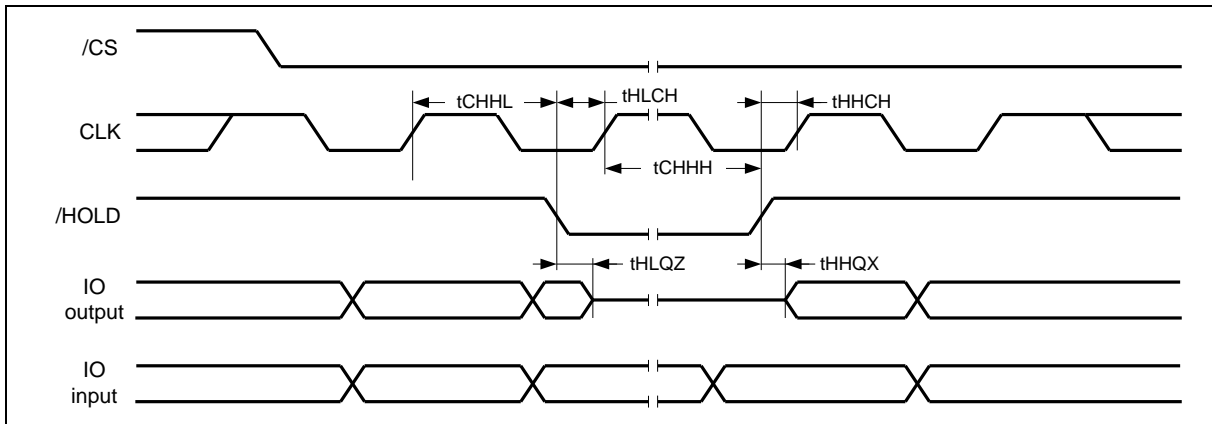 /CS
tCHHL
tHLCH
tHHCH
CLK
tCHHH
/HOLD
tHLQZ
tHHQX
IO
output
IO
input